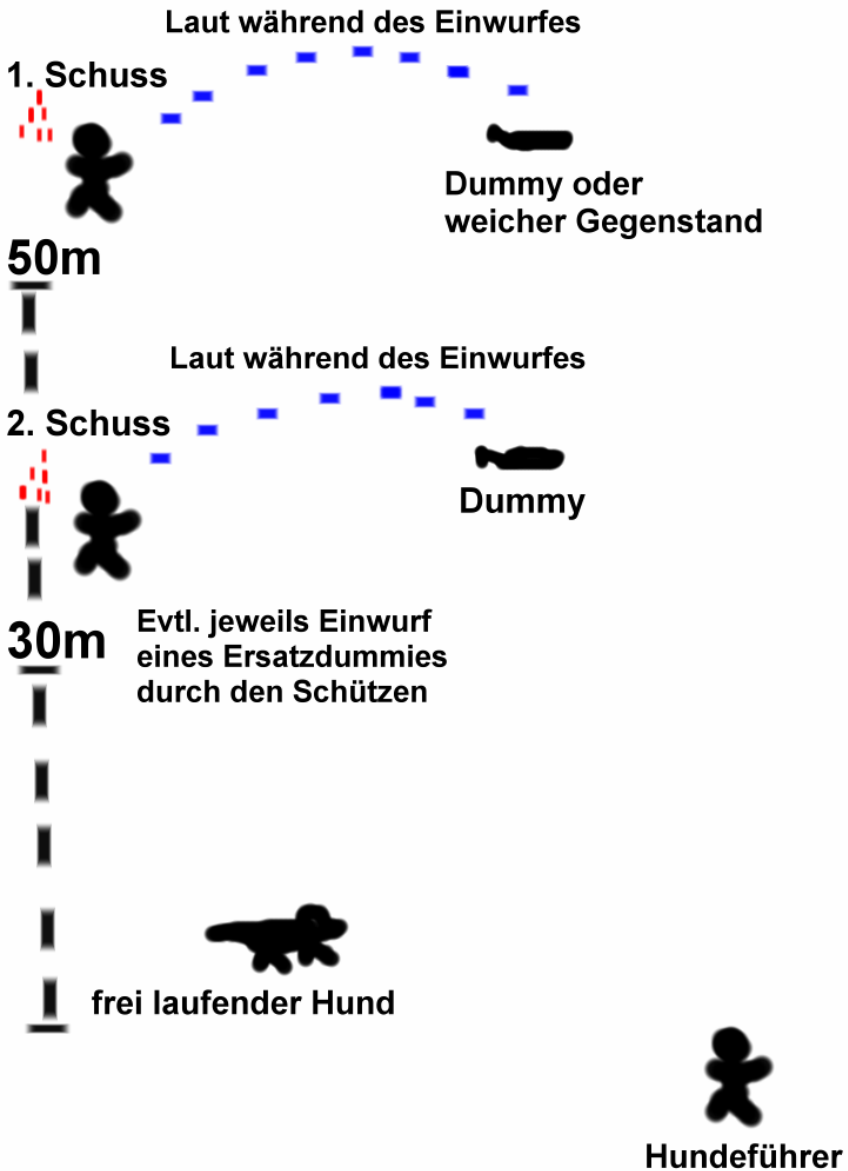 Laut während des Einwurfes
1. Schuss
Dummy oder
weicher Gegenstand
50m
Laut während des Einwurfes
2. Schuss
Dummy
30m
Evtl. jeweils Einwurf
eines Ersatzdummies
durch den Schützen
frei laufender Hund
Hundeführer